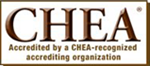 CHEA®
Accredited by a CHEA-recognized
accrediting organization